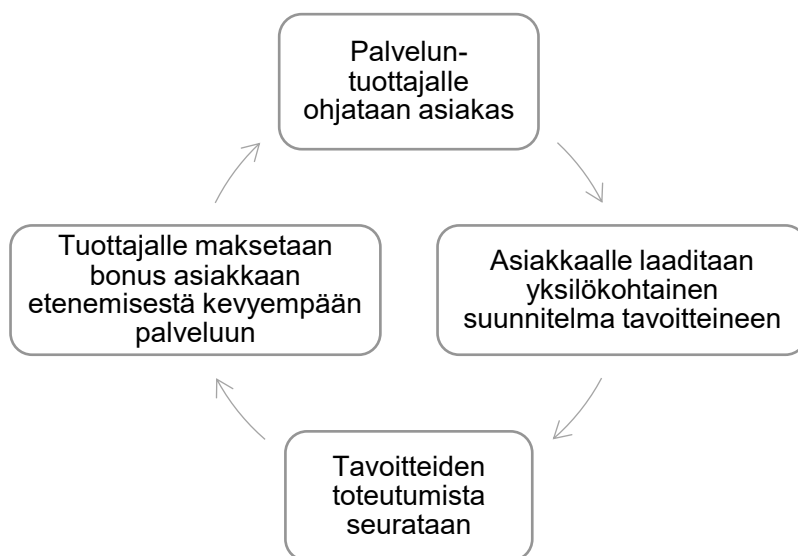 Palvelun-
tuottajalle
ohjataan asiakas
Asiakkaalle laaditaan
yksilökohtainen
suunnitelma tavoitteineen
Tavoitteiden
toteutumista
seurataan
Tuottajalle maksetaan
bonus asiakkaan
etenemisestä kevyempään
palveluun